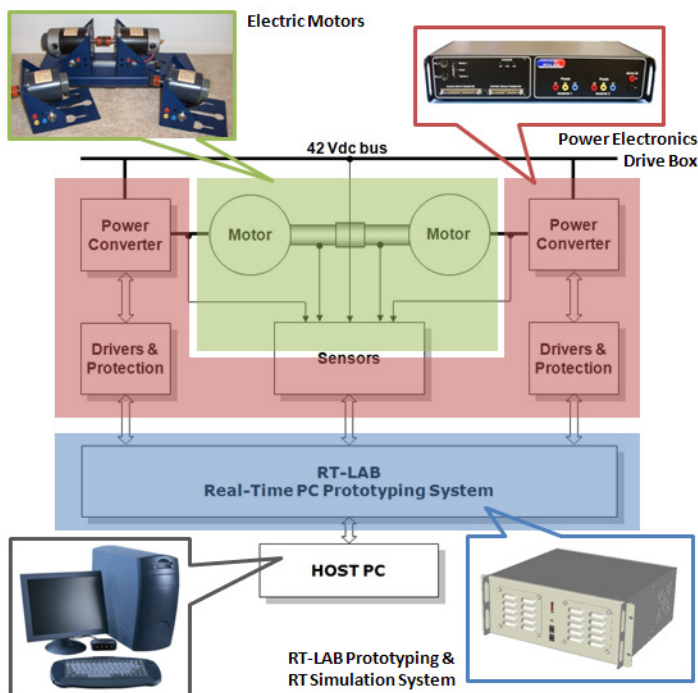 Electric Motors
Power Electronics
Drive Box
42 Vdc bus
Power
Converter
Motor
Motor
Power
Converter
Drivers &
Protection
Sensors
Drivers &
Protection
RT-LAB
Real-Time PC Prototyping System
HOST PC
RT-LAB Prototyping &
RT Simulation System